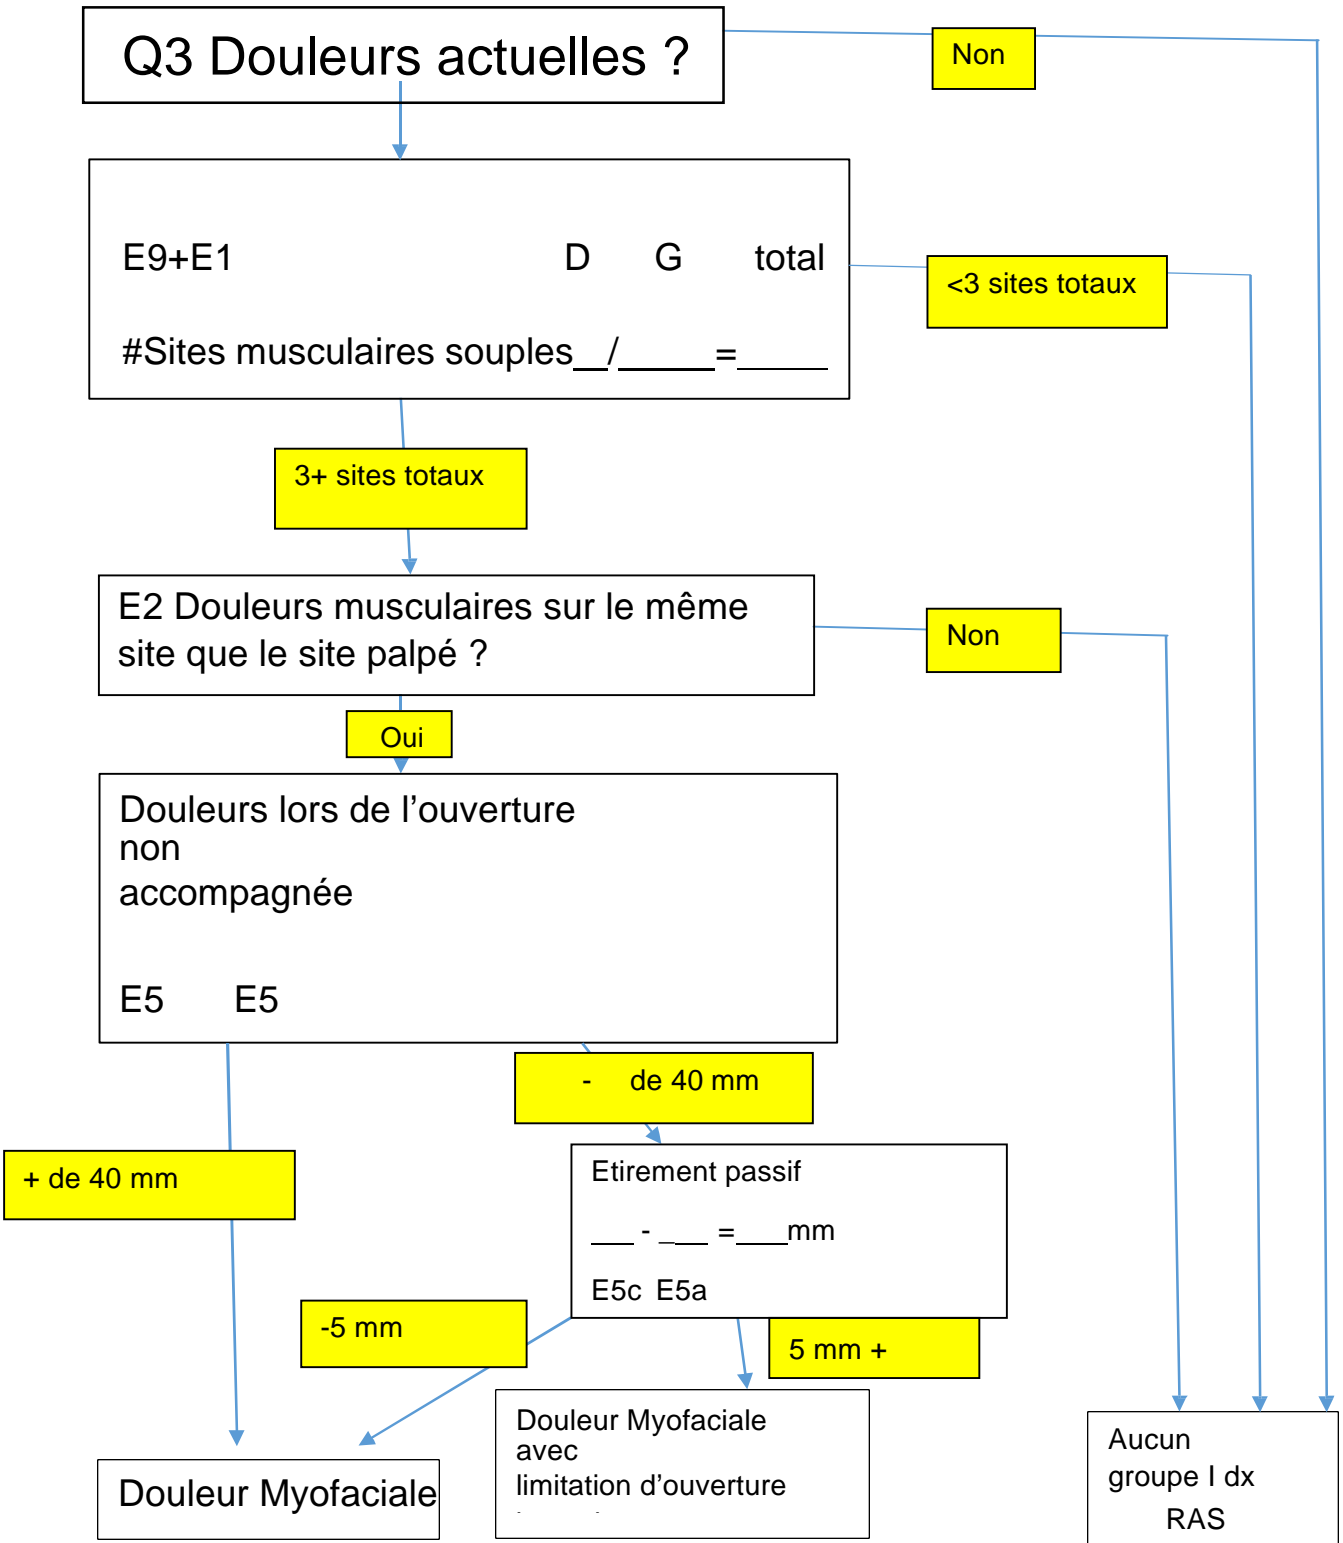 Q3 Douleurs actuelles ?
Non
E9+E1 D G total
<3 sites totaux
#Sites musculaires souples__/_____=_____
3+ sites totaux
E2 Douleurs musculaires sur le même
site que le site palpé ?
Non
Oui
Douleurs lors de l’ouverture
non
accompagnée
E5 E5
- de 40 mm
+ de 40 mm
Etirement passif
___ - ___ =___mm
E5c E5a
-5 mm
5 mm +
Douleur Myofaciale
avec
limitation d’ouverture
Douleur Myofaciale
Aucun
groupe I dx
RAS